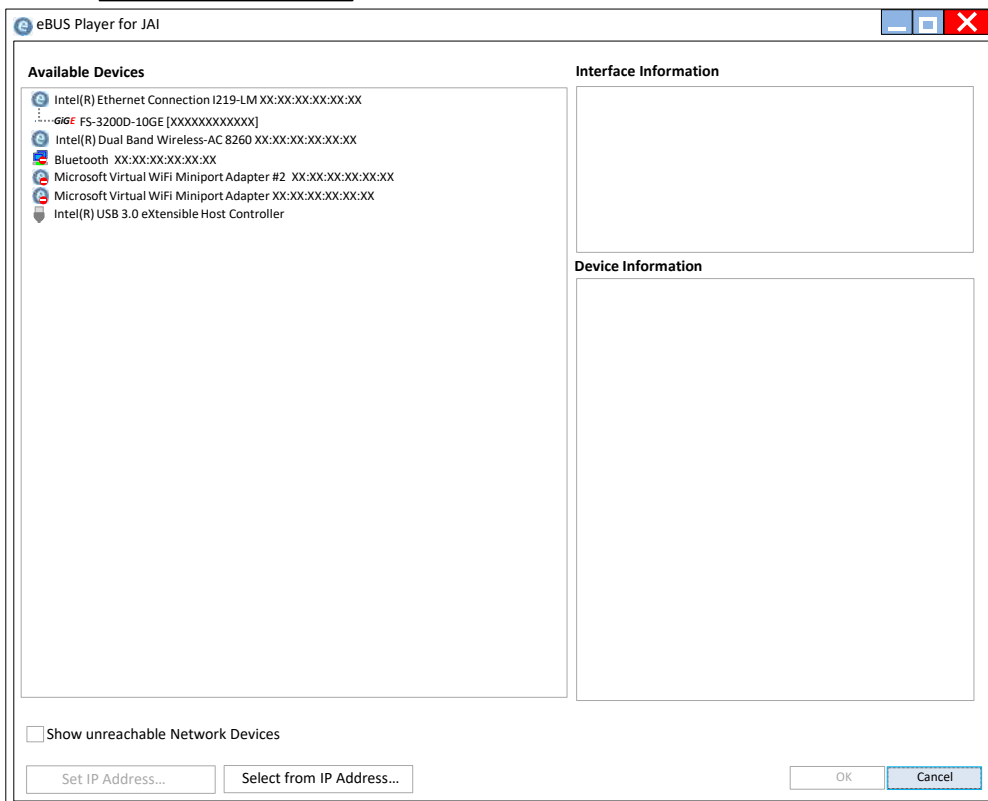 eBUS Player for JAI
Available Devices
Intel(R) Ethernet Connection I219-LM XX:XX:XX:XX:XX:XX
GiGE FS-3200D-10GE [XXXXXXXXXXXX]
Intel(R) Dual Band Wireless-AC 8260 XX:XX:XX:XX:XX:XX
Bluetooth XX:XX:XX:XX:XX:XX
Microsoft Virtual WiFi Miniport Adapter #2 XX:XX:XX:XX:XX:XX
Microsoft Virtual WiFi Miniport Adapter XX:XX:XX:XX:XX:XX
Intel(R) USB 3.0 eXtensible Host Controller
Interface Information
Device Information
Show unreachable Network Devices
Set IP Address...
Select from IP Address...
OK
Cancel